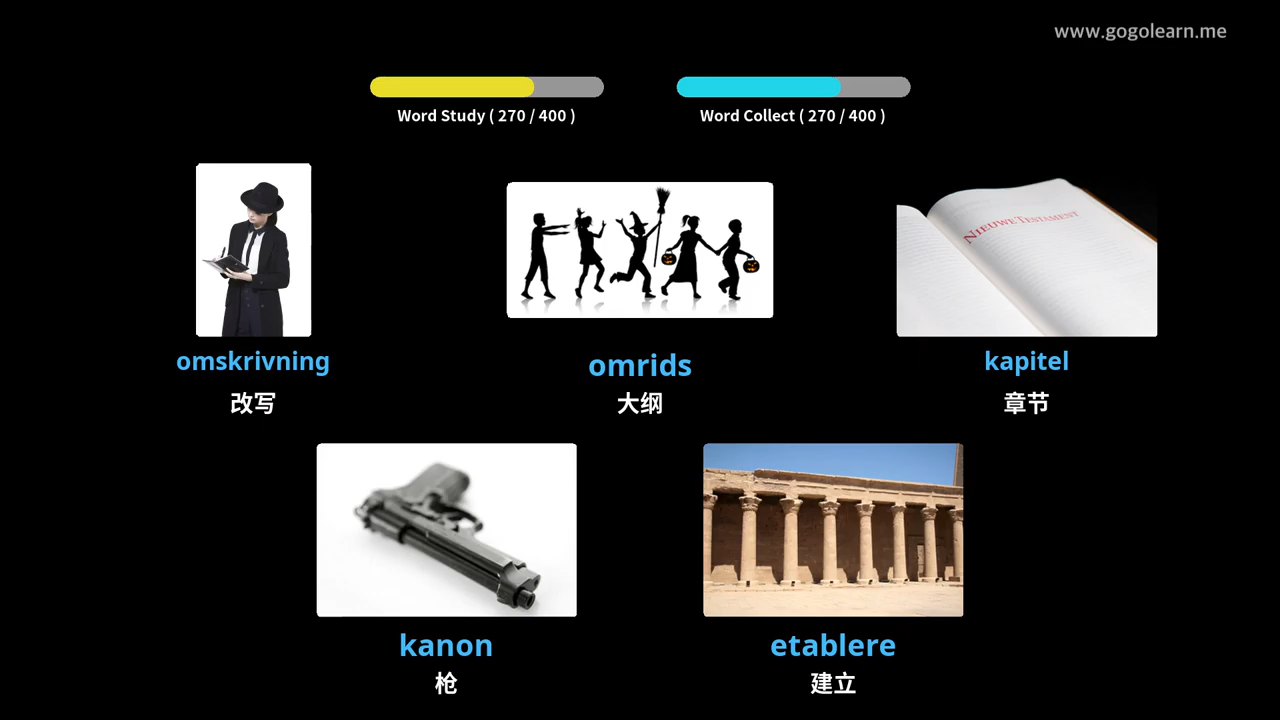 www.gogolearn.me
Word Study ( 270 / 400 )
Word Collect ( 270 / 400 )
NIEUWE TESTAMENT
omskrivning
改写
omrids
大纲
kapitel
章节
kanon
枪
etablere
建立